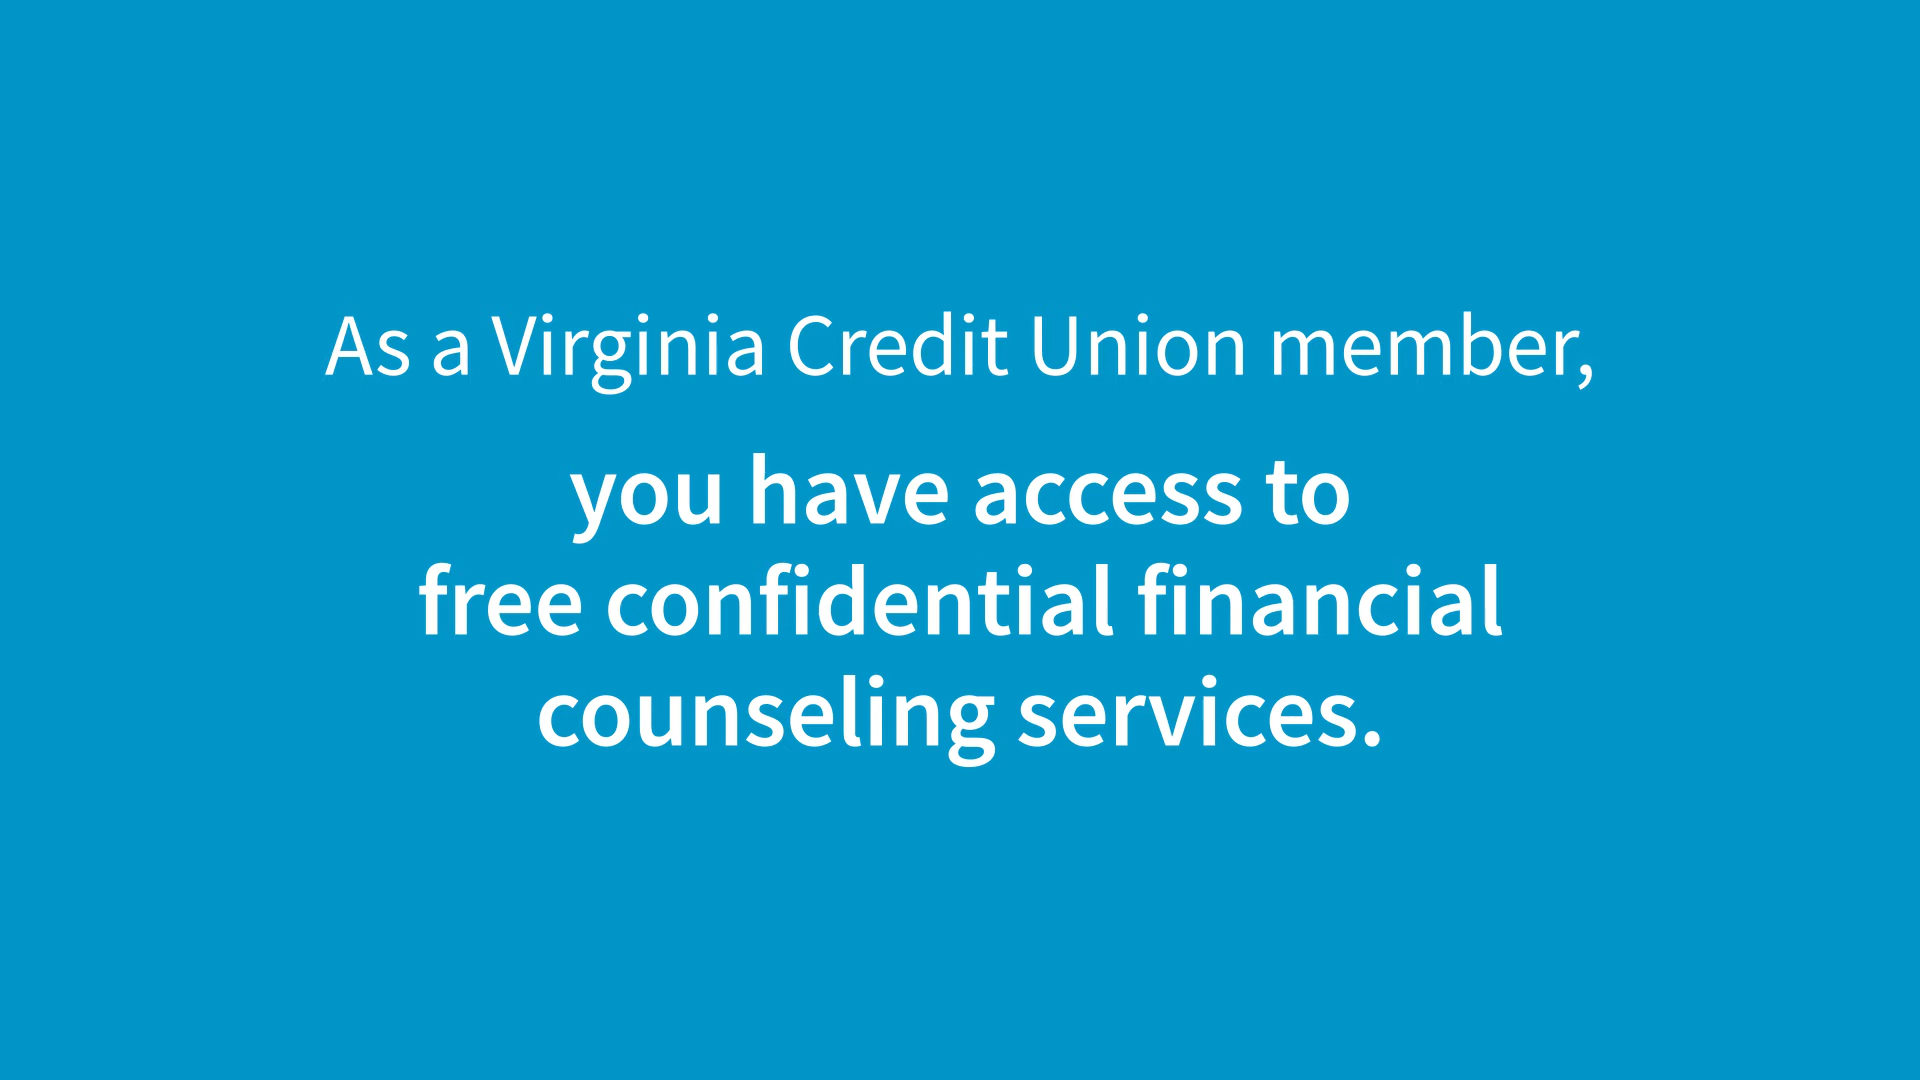 As a Virginia Credit Union member,
you have access to
free confidential financial
counseling services.